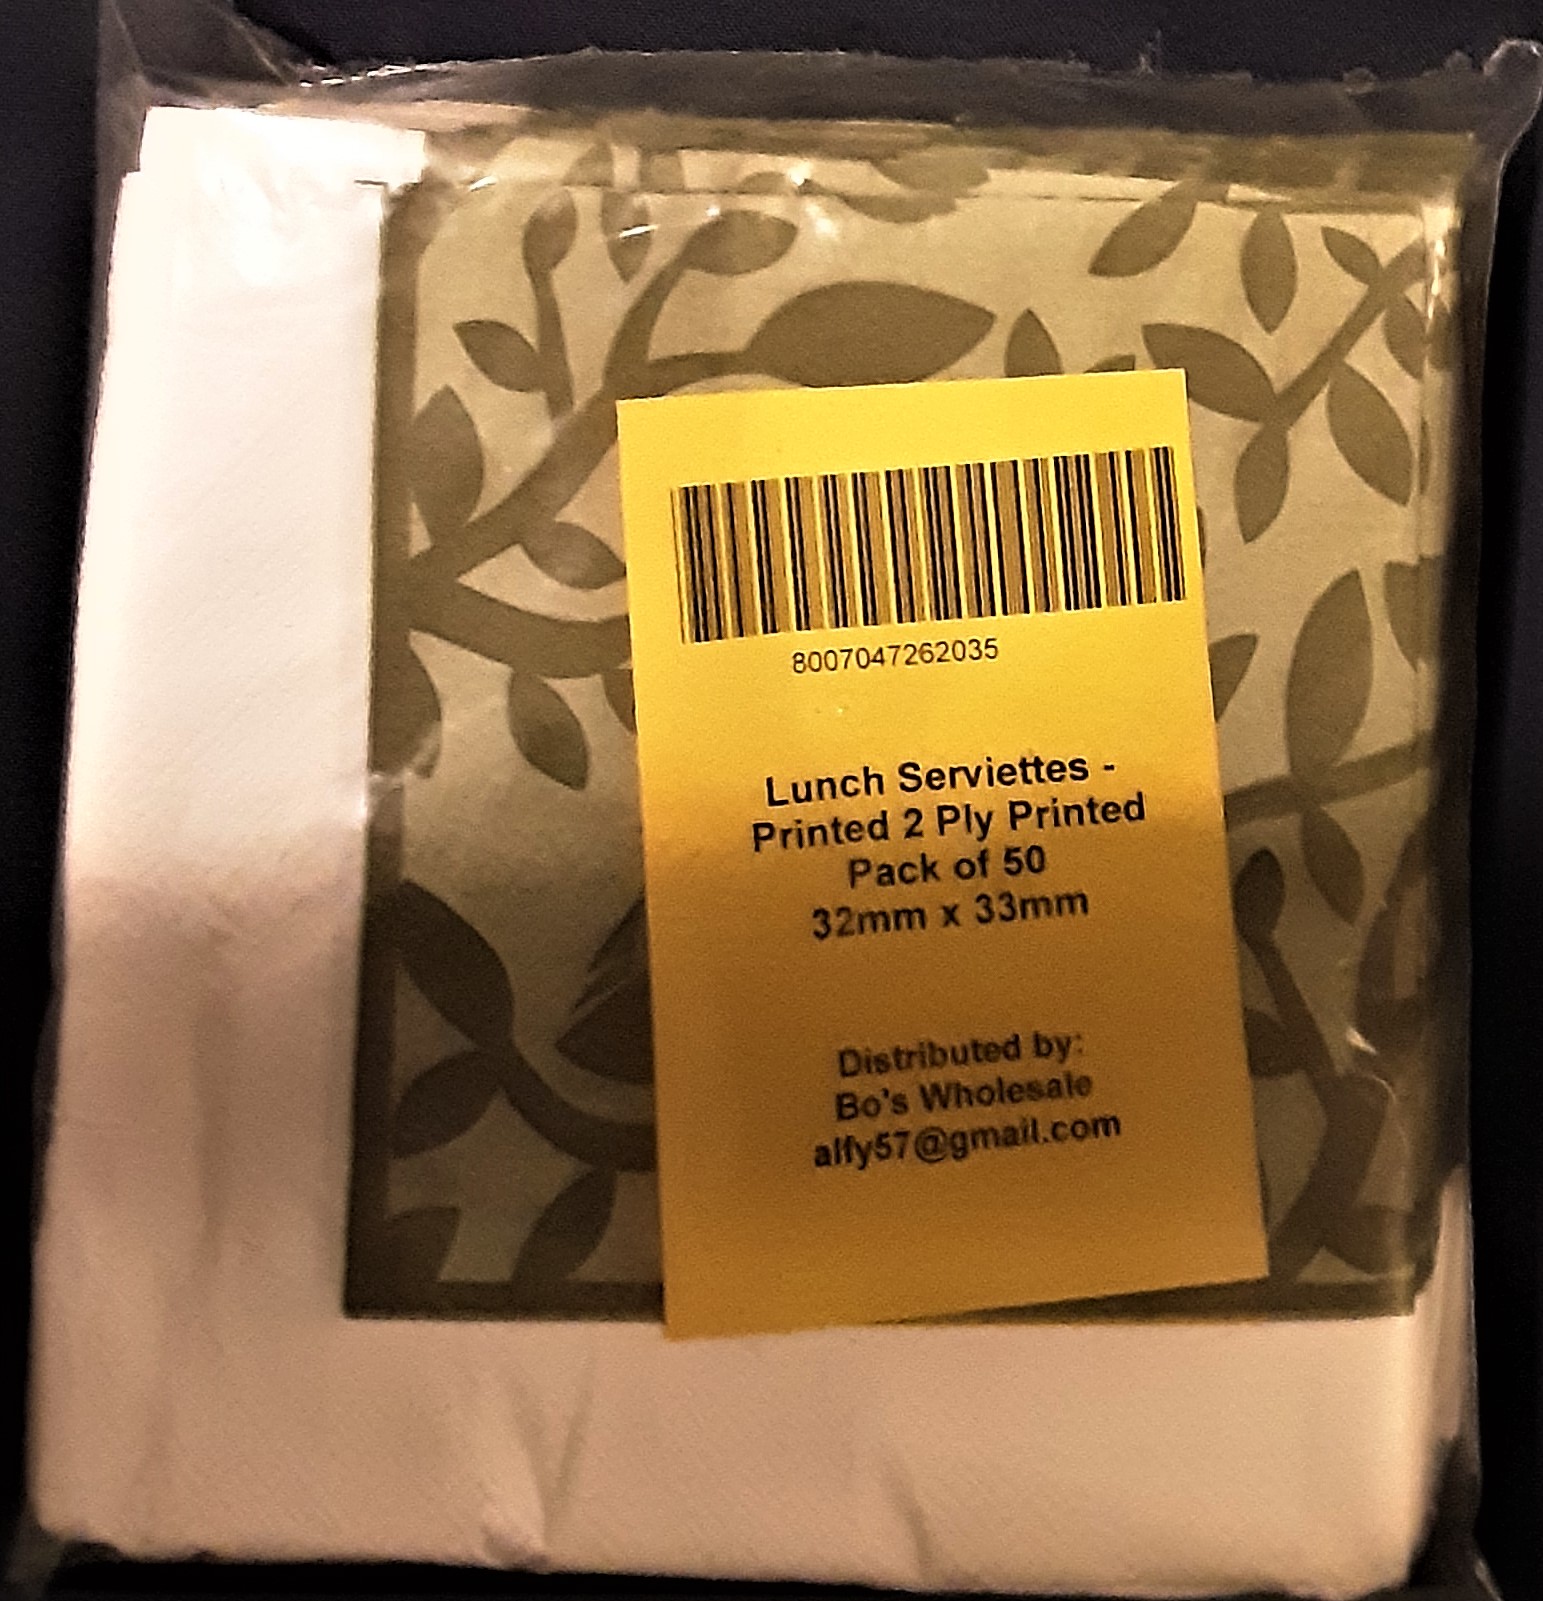 8007047262035
Lunch Serviettes -
Printed 2 Ply Printed
Pack of 50
32mm x 33mm
Distributed by:
Bo's Wholesale
alfy57@gmail.com